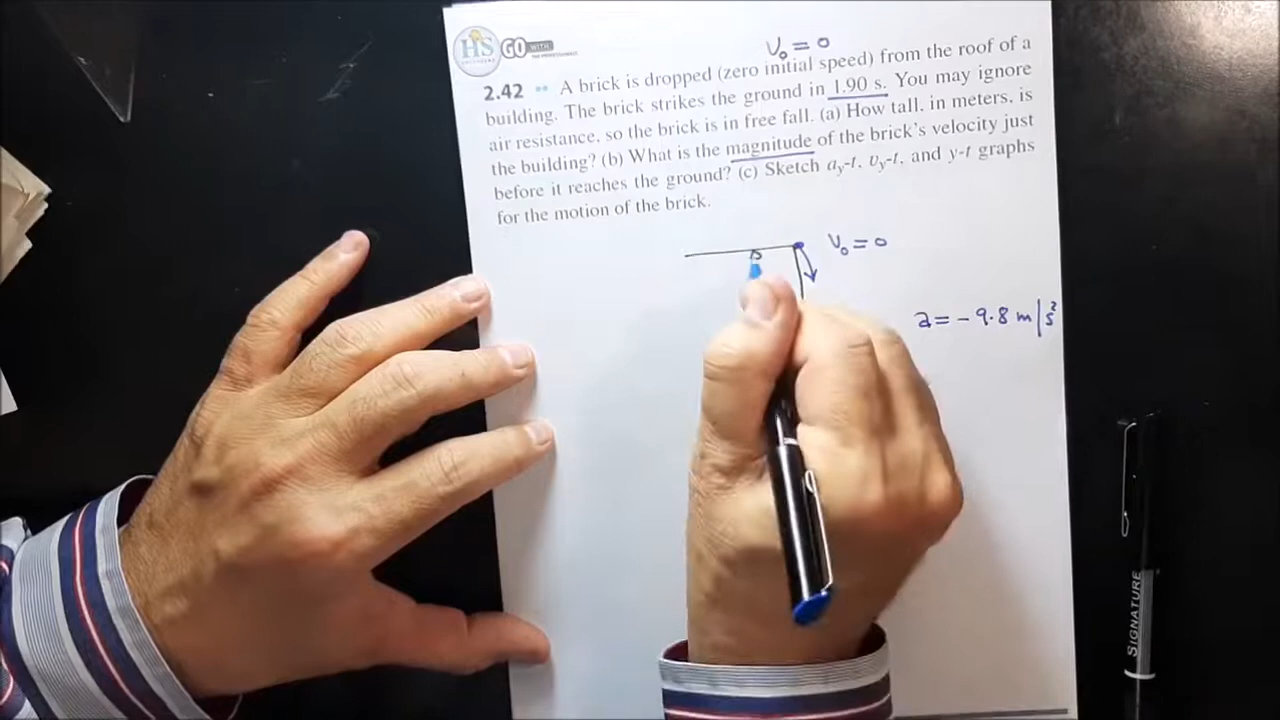 HS GO WITH
V₀ = 0
2.42 •• A brick is dropped (zero initial speed) from the roof of a
building. The brick strikes the ground in 1.90 s. You may ignore
air resistance, so the brick is in free fall. (a) How tall, in meters, is
the building? (b) What is the magnitude of the brick's velocity just
before it reaches the ground? (c) Sketch aᵧ-t, vᵧ-t, and y-t graphs
for the motion of the brick.
V₀ = 0
a = - 9.8 m/s²
SIGNATURE